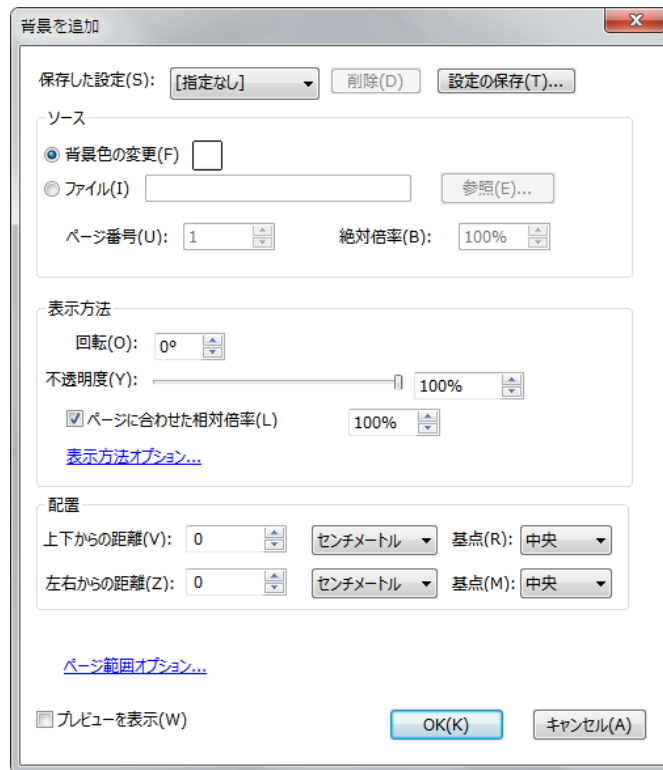 背景を追加
保存した設定(S): [指定なし] 削除(D) 設定の保存(T)...
ソース
背景色の変更(F)
ファイル(I) 参照(E)...
ページ番号(U): 1 絶対倍率(B): 100%
表示方法
回転(O): 0º
不透明度(Y): 100%
ページに合わせた相対倍率(L) 100%
表示方法オプション...
配置
上下からの距離(V): 0 センチメートル 基点(R): 中央
左右からの距離(Z): 0 センチメートル 基点(M): 中央
ページ範囲オプション...
プレビューを表示(W) OK(K) キャンセル(A)